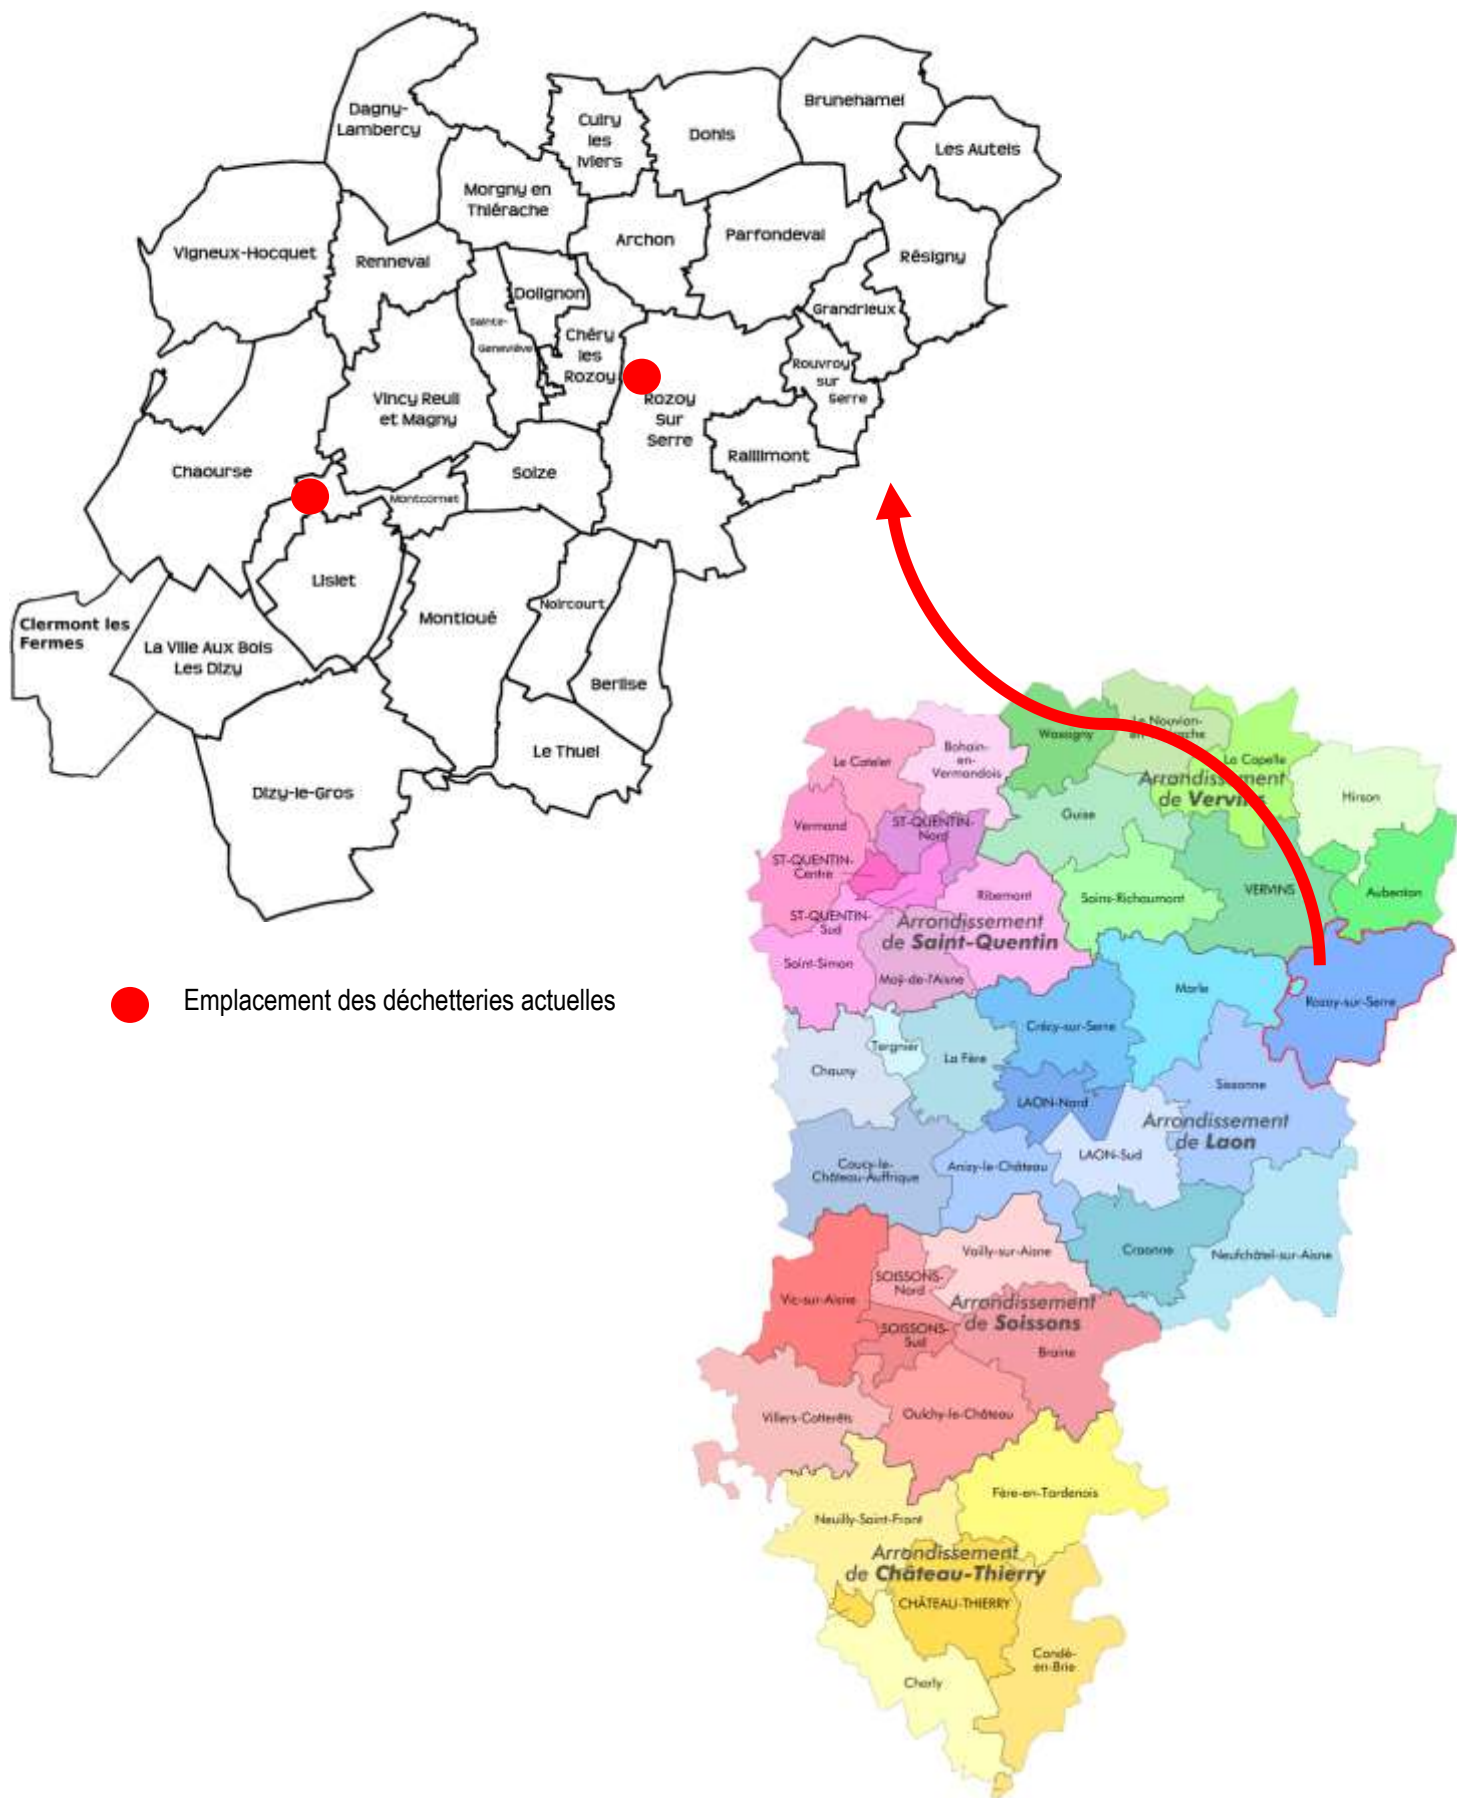 Dagny-
Lambercy
Cuiry
les
Iviers
Dohis
Brunehamel
Les Autels
Morgny en
Thiérache
Vigneux-Hocquet
Renneval
Archon
Parfondeval
Résigny
Dolignon
Grandrieux
Sainte-
Geneviève
Chéry
les
Rozoy
Rouvroy
sur
Serre
Vincy Reuil
et Magny
Rozoy
Sur
Serre
Raillimont
Chaourse
Soize
Montcornet
Lislet
Noircourt
Montloué
Clermont les
Fermes
La Ville Aux Bois
Les Dizy
Berlise
Le Thuel
Dizy-le-Gros
Emplacement des déchetteries actuelles
Wassigny
Le Nouvion-
Bohain-
en-
Vermandois
Le Catelet
La Capelle
Arrondissement
de Vervins
Hirson
Guise
Vermand
ST-QUENTIN-
Nord
ST-QUENTIN-
Centre
VERVINS
Aubenton
Ribemont
Sains-Richaumont
ST-QUENTIN-
Sud
Arrondissement
de Saint-Quentin
Saint-Simon
Moÿ-de-l'Aisne
Marle
Rozoy-sur-Serre
Crécy-sur-Serre
Tergnier
La Fère
Chauny
Sissonne
LAON-Nord
Arrondissement
de Laon
LAON-Sud
Coucy-le-
Château-Auffrique
Anizy-le-Château
Craonne
Neufchâtel-sur-Aisne
Vailly-sur-Aisne
SOISSONS-
Nord
Vic-sur-Aisne
Arrondissement
de Soissons
SOISSONS-
Sud
Braine
Villers-Cotterêts
Oulchy-le-Château
Fère-en-Tardenois
Neuilly-Saint-Front
Arrondissement
de Château-Thierry
CHÂTEAU-THIERRY
Condé-
en-Brie
Charly